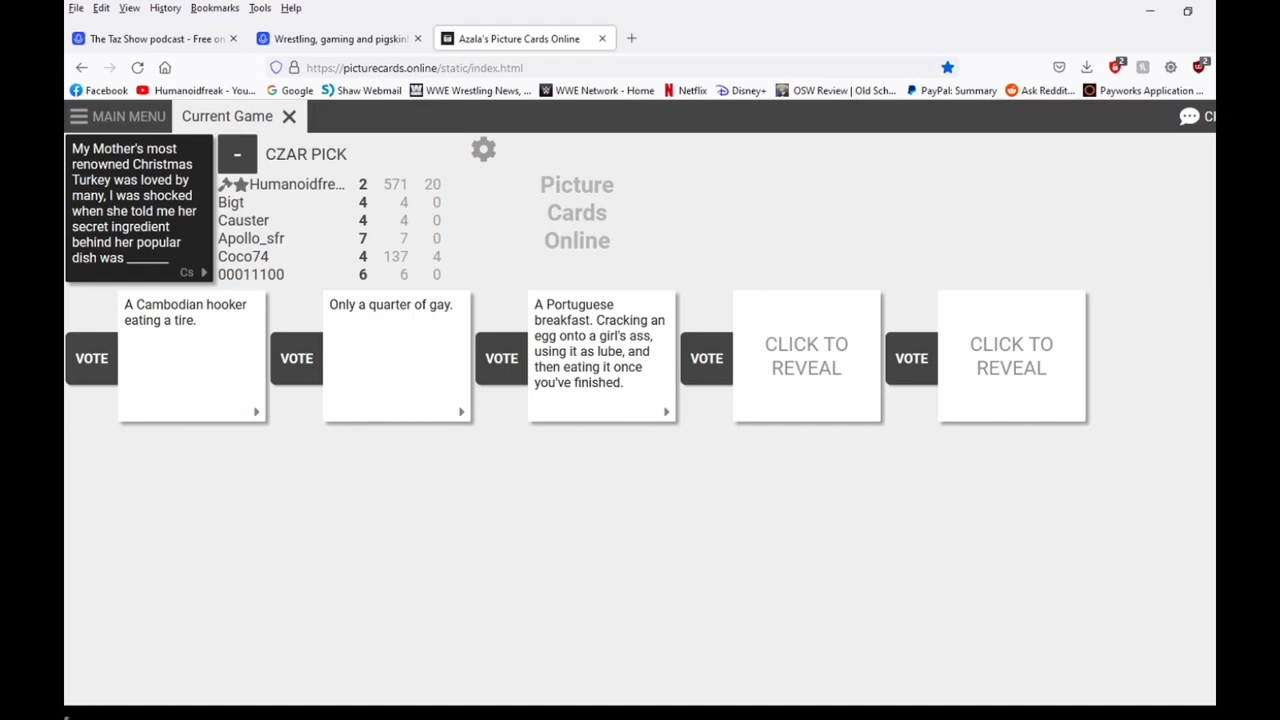 File Edit View History Bookmarks Tools Help
The Taz Show podcast - Free on
Wrestling, gaming and pigskin!
Azala's Picture Cards Online
https://picturecards.online/static/index.html
2
2
Facebook
Humanoidfreak - You...
Google
Shaw Webmail
WWE Wrestling News, ...
WWE Network - Home
Netflix
Disney+
OSW Review | Old Sch...
PayPal: Summary
Ask Reddit...
Payworks Application ...
MAIN MENU
Current Game
My Mother's most
renowned Christmas
Turkey was loved by
many, I was shocked
when she told me her
secret ingredient
behind her popular
dish was ______
Cs
-
CZAR PICK
Humanoidfre... 2 571 20
Bigt 4 4 0
Causter 4 4 0
Apollo_sfr 7 7 0
Coco74 4 137 4
00011100 6 6 0
Picture
Cards
Online
VOTE
A Cambodian hooker
eating a tire.
VOTE
Only a quarter of gay.
VOTE
A Portuguese
breakfast. Cracking an
egg onto a girl's ass,
using it as lube, and
then eating it once
you've finished.
VOTE
CLICK TO
REVEAL
VOTE
CLICK TO
REVEAL